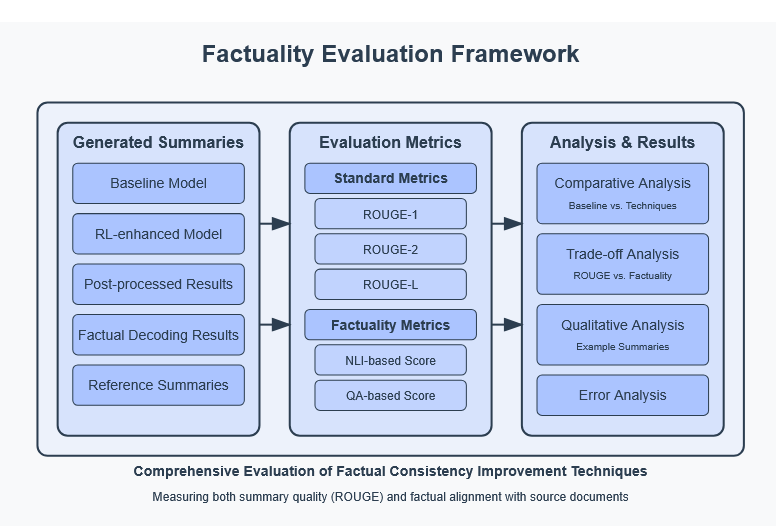 Factuality Evaluation Framework
Generated Summaries
Baseline Model
RL-enhanced Model
Post-processed Results
Factual Decoding Results
Reference Summaries
Evaluation Metrics
Standard Metrics
ROUGE-1
ROUGE-2
ROUGE-L
Factuality Metrics
NLI-based Score
QA-based Score
Analysis & Results
Comparative Analysis
Baseline vs. Techniques
Trade-off Analysis
ROUGE vs. Factuality
Qualitative Analysis
Example Summaries
Error Analysis
Comprehensive Evaluation of Factual Consistency Improvement Techniques
Measuring both summary quality (ROUGE) and factual alignment with source documents